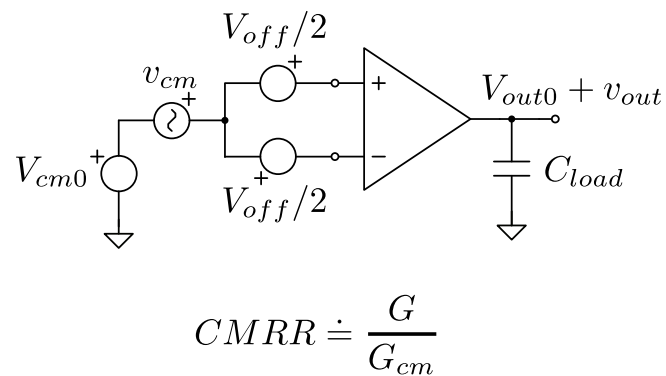 V_{off}/2
v_{cm}
V_{out0} + v_{out}
V_{cm0}
C_{load}
V_{off}/2
CMRR ≐ \frac{G}{G_{cm}}